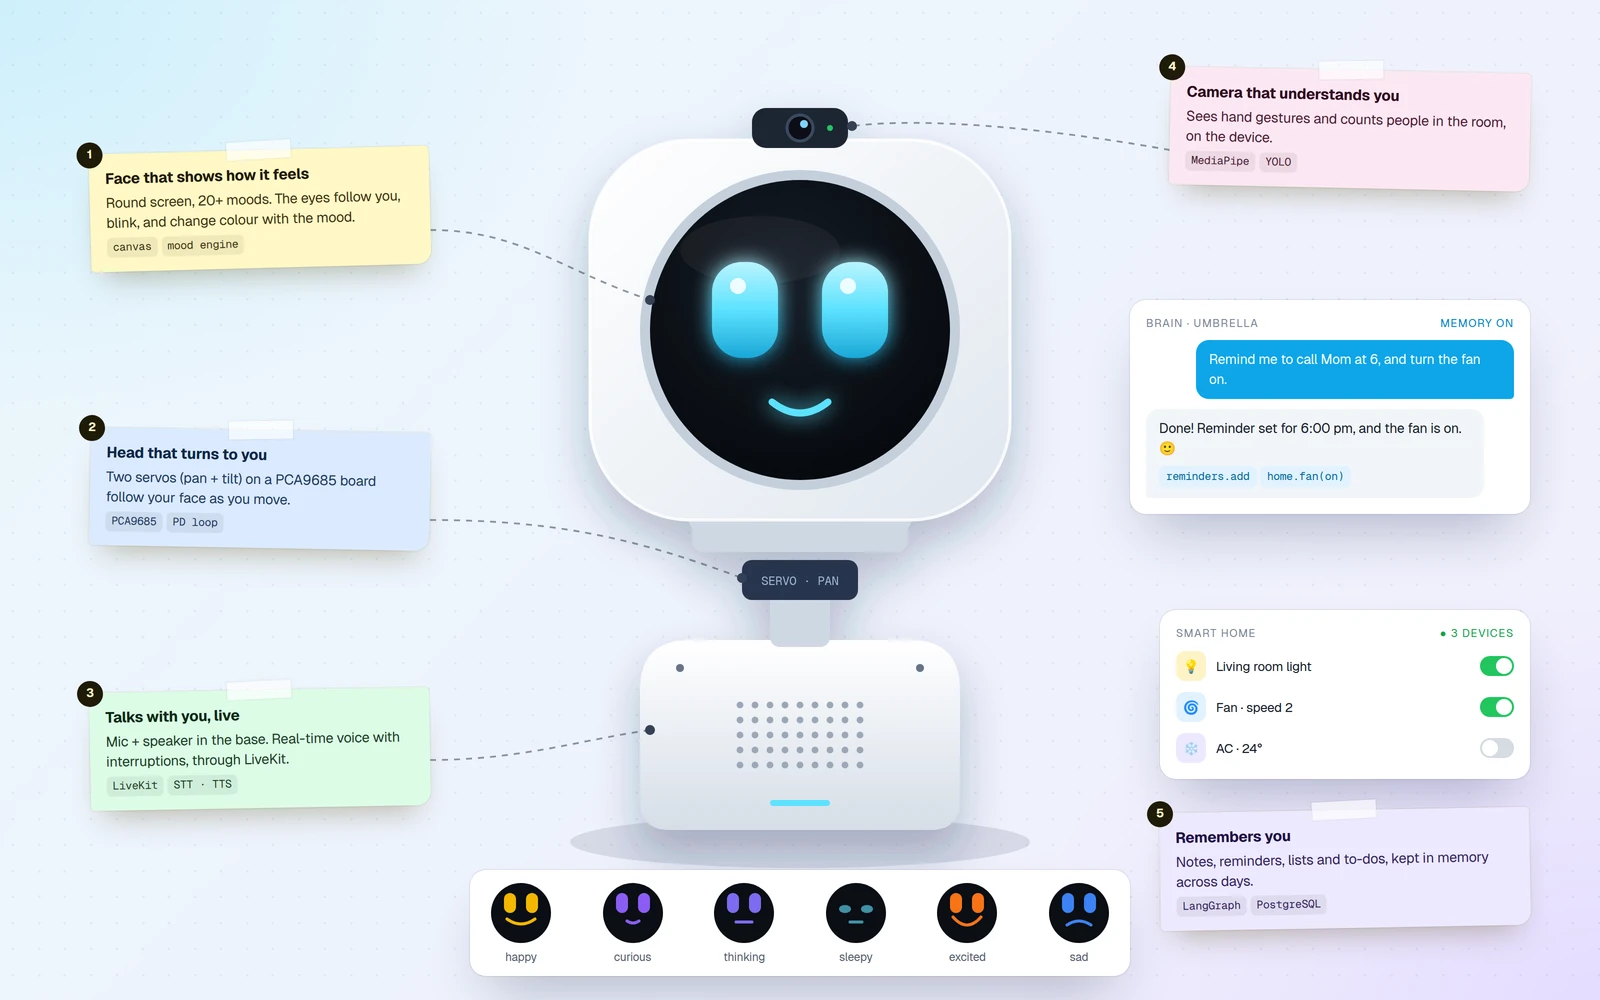 1
Face that shows how it feels
Round screen, 20+ moods. The eyes follow you,
blink, and change colour with the mood.
canvas
mood engine
2
Head that turns to you
Two servos (pan + tilt) on a PCA9685 board
follow your face as you move.
PCA9685
PD loop
3
Talks with you, live
Mic + speaker in the base. Real-time voice with
interruptions, through LiveKit.
LiveKit
STT · TTS
SERVO · PAN
4
Camera that understands you
Sees hand gestures and counts people in the room,
on the device.
MediaPipe
YOLO
BRAIN · UMBRELLA
MEMORY ON
Remind me to call Mom at 6, and turn the fan
on.
Done! Reminder set for 6:00 pm, and the fan is on.
🙂
reminders.add
home.fan(on)
SMART HOME
● 3 DEVICES
Living room light
Fan · speed 2
AC · 24°
5
Remembers you
Notes, reminders, lists and to-dos, kept in memory
across days.
LangGraph
PostgreSQL
happy
curious
thinking
sleepy
excited
sad